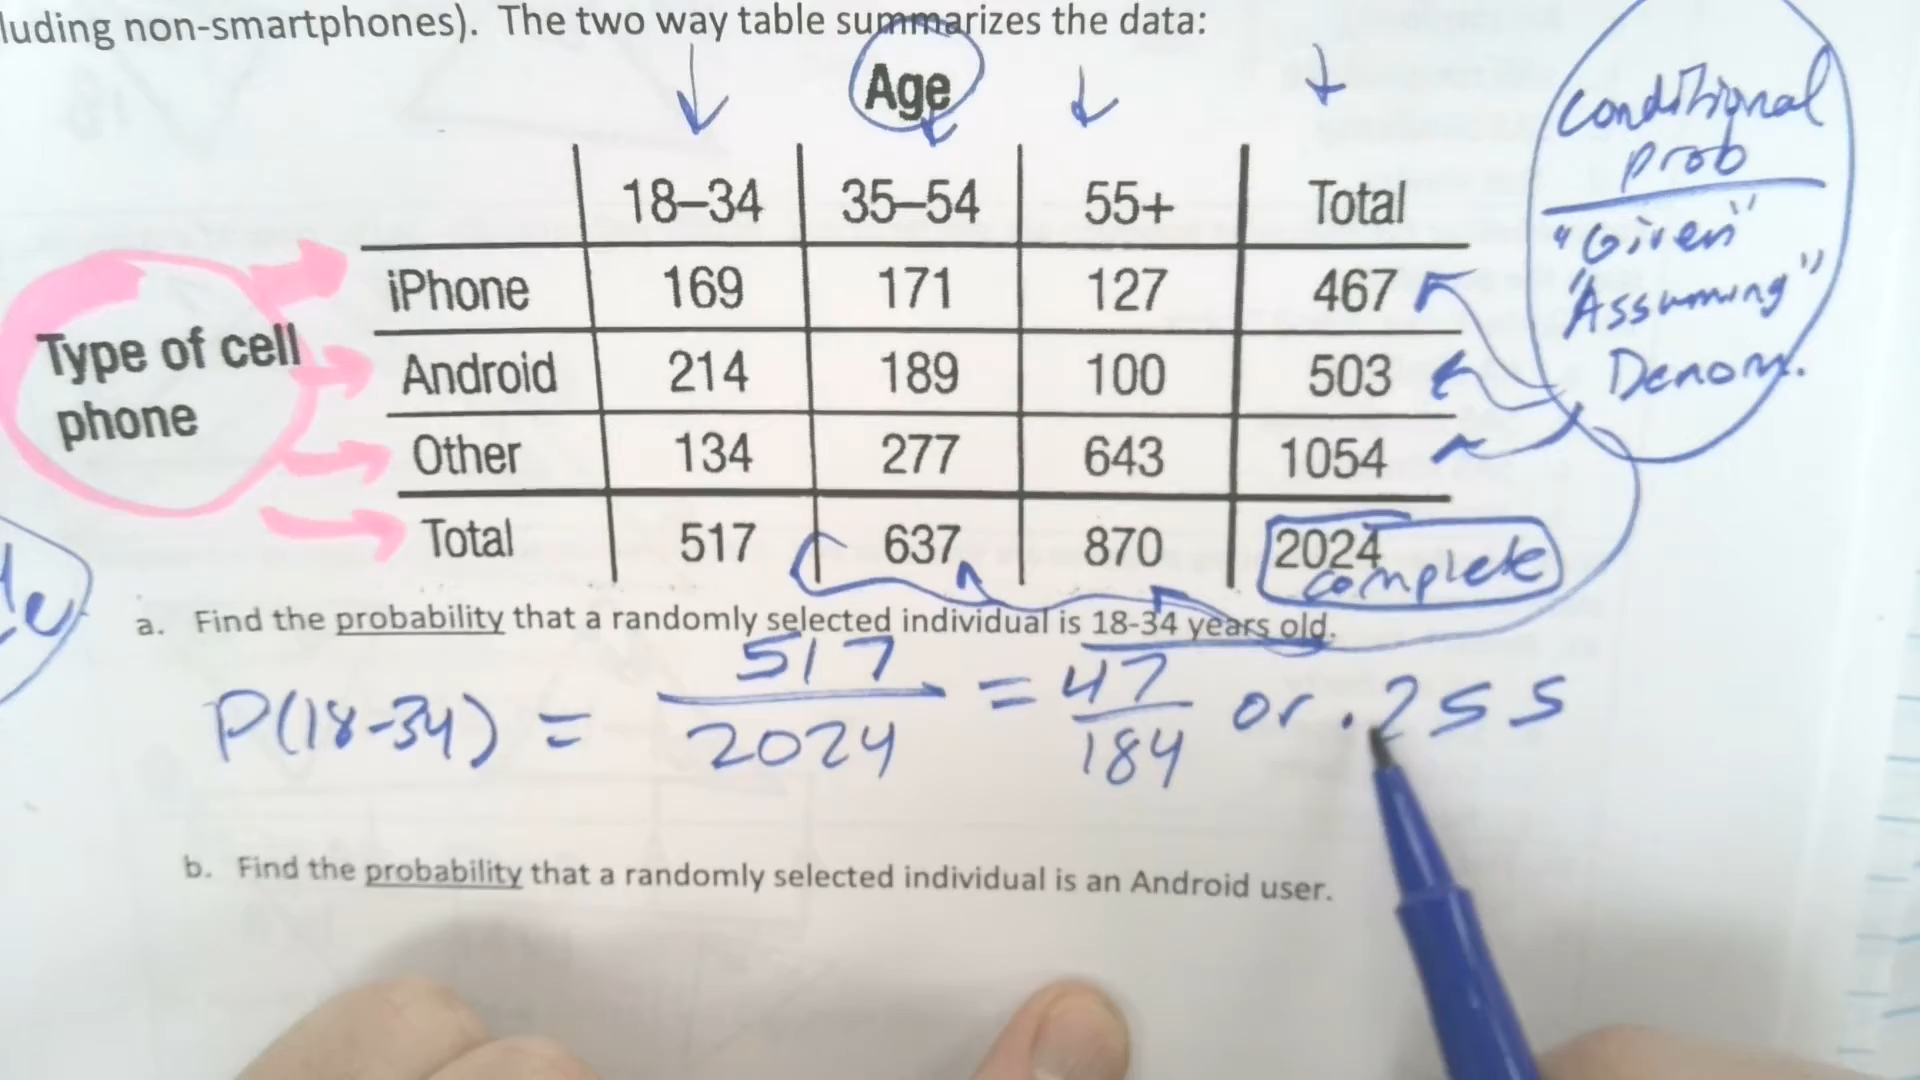 luding non-smartphones). The two way table summarizes the data:
Age
18–34 35–54 55+ Total
iPhone 169 171 127 467
Android 214 189 100 503
Other 134 277 643 1054
Total 517 637 870 2024
Type of cell
phone
complete
Conditional
prob
"Given"
"Assuming"
Denom.
a. Find the probability that a randomly selected individual is 18-34 years old.
P(18-34) = 517/2024 = 47/184 or .255
b. Find the probability that a randomly selected individual is an Android user.